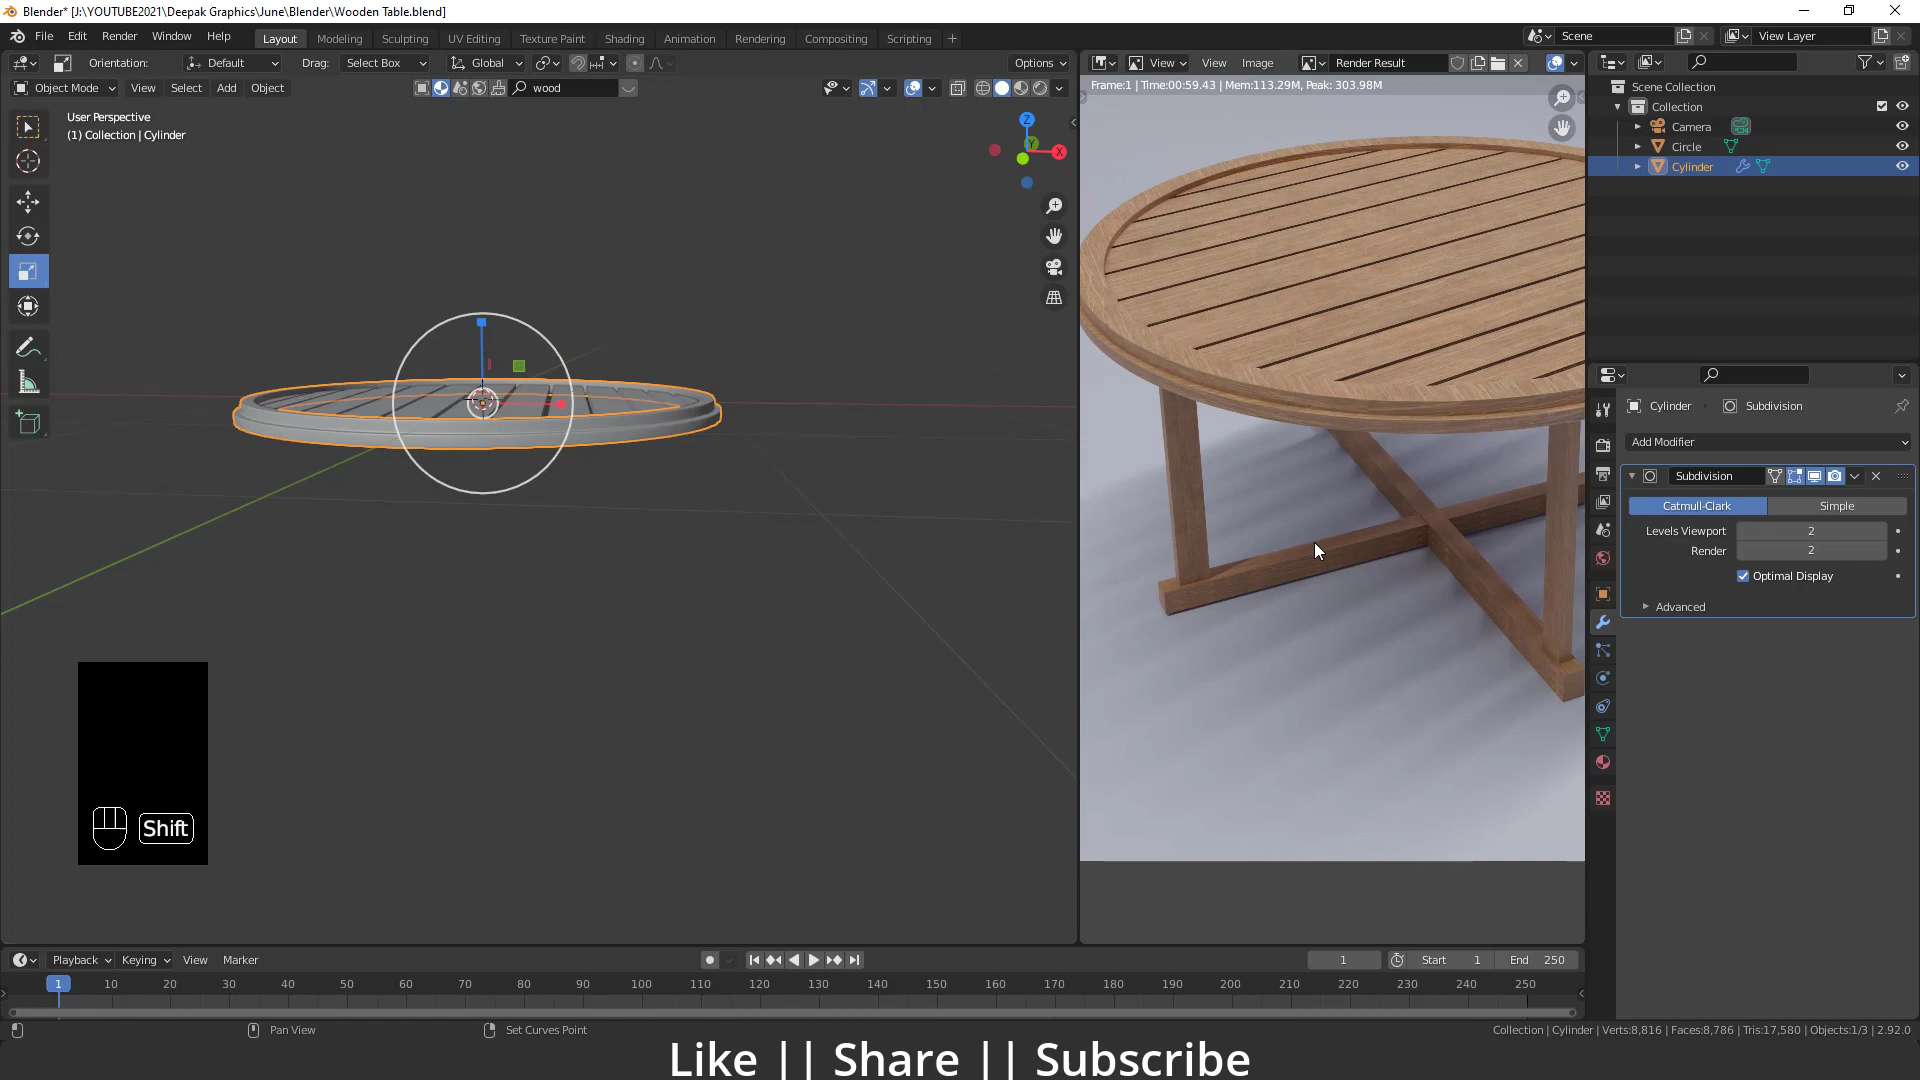 Blender* [J:\YOUTUBE2021\Deepak Graphics\June\Blender\Wooden Table.blend]
File Edit Render Window Help Layout Modeling Sculpting UV Editing Texture Paint Shading Animation Rendering Compositing Scripting + Scene View Layer
Orientation: Default Drag: Select Box Global Options View View Image Render Result
Object Mode View Select Add Object wood
Frame:1 | Time:00:59.43 | Mem:113.29M, Peak: 303.98M
User Perspective
(1) Collection | Cylinder
Z
Y
X
Scene Collection
Collection
Camera
Circle
Cylinder
Cylinder Subdivision
Add Modifier
Subdivision
Catmull-Clark Simple
Levels Viewport 2
Render 2
Optimal Display
Advanced
Shift
Playback Keying View Marker 1 Start 1 End 250
1 10 20 30 40 50 60 70 80 90 100 110 120 130 140 150 160 170 180 190 200 210 220 230 240 250
Pan View Set Curves Point Collection | Cylinder | Verts:8,816 | Faces:8,786 | Tris:17,580 | Objects:1/3 | 2.92.0
Like || Share || Subscribe